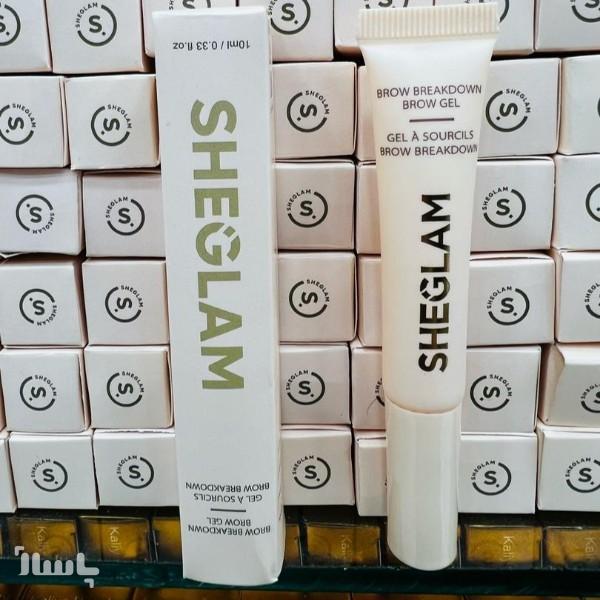 10ml / 0.33 fl.oz
SHEGLAM
BROW BREAKDOWN
BROW GEL
GEL À SOURCILS
BROW BREAKDOWN
BROW BREAKDOWN
BROW GEL
GEL À SOURCILS
BROW BREAKDOWN
SHEGLAM
SHEGLAM
S.
پاساژ